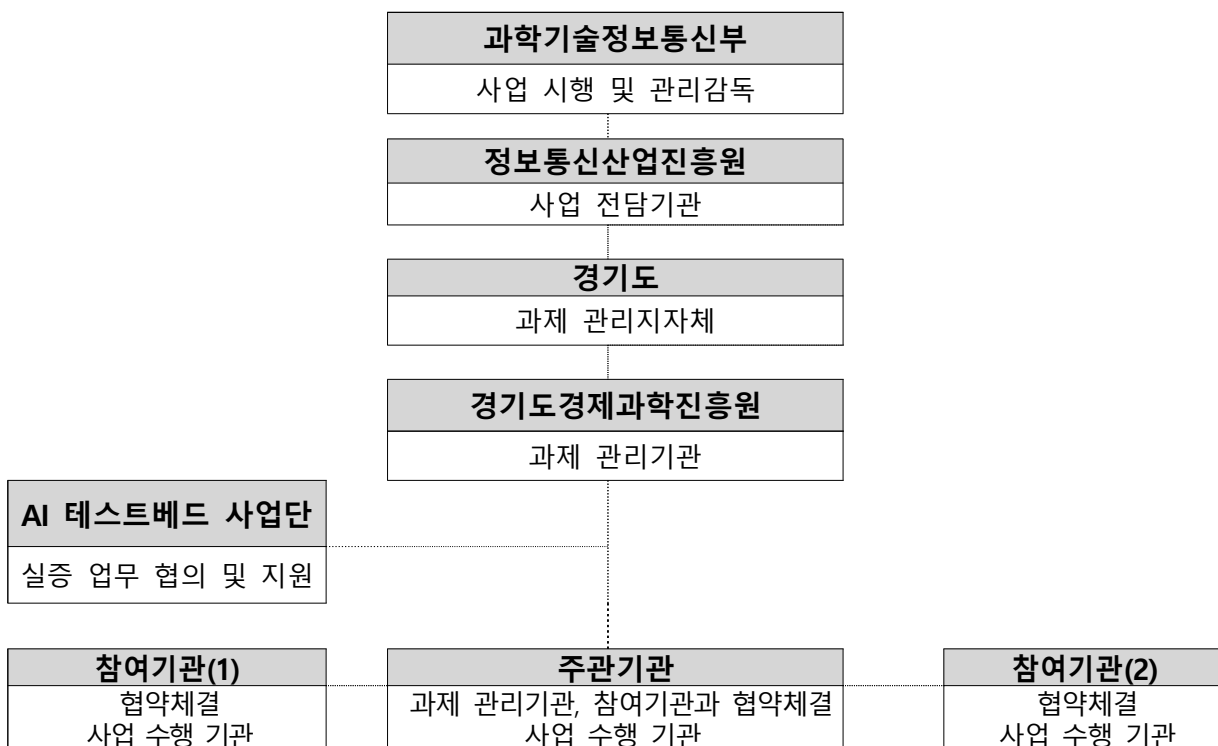 과학기술정보통신부
사업 시행 및 관리감독
정보통신산업진흥원
사업 전담기관
경기도
과제 관리지자체
경기도경제과학진흥원
과제 관리기관
AI 테스트베드 사업단
실증 업무 협의 및 지원
참여기관(1)
협약체결
사업 수행 기관
주관기관
과제 관리기관, 참여기관과 협약체결
사업 수행 기관
참여기관(2)
협약체결
사업 수행 기관